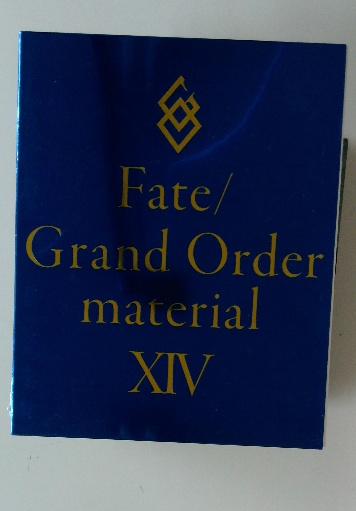 Fate/
Grand Order
material
XIV